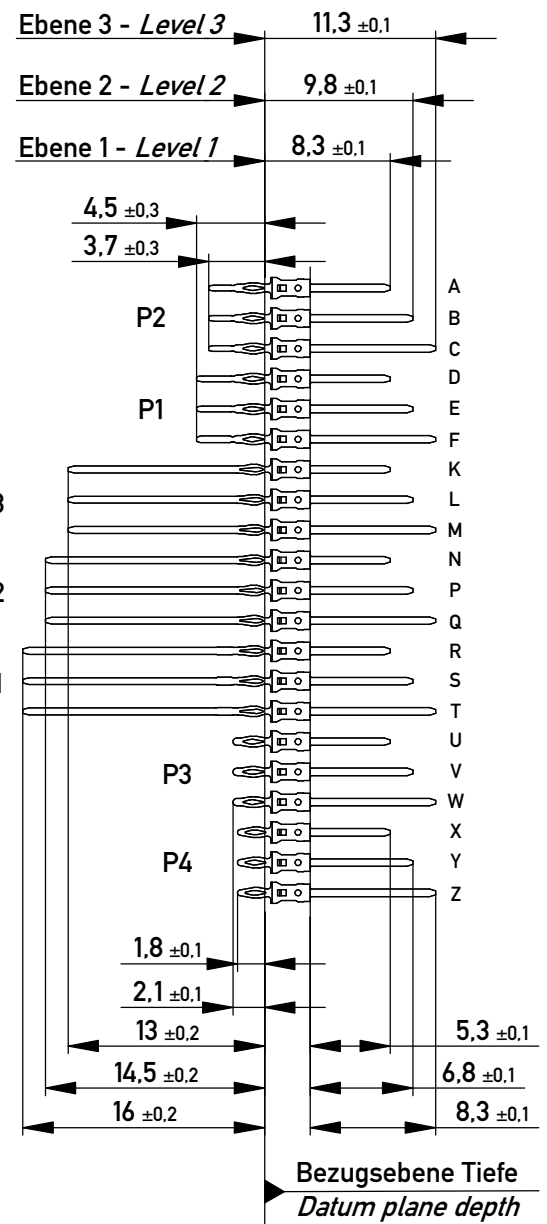 Ebene 3 - Level 3 11,3 ±0,1
Ebene 2 - Level 2 9,8 ±0,1
Ebene 1 - Level 1 8,3 ±0,1
4,5 ±0,3
3,7 ±0,3
A
P2 B
C
D
P1 E
F
K
L
3
M
N
2 P
Q
R
1 S
T
U
P3 V
W
X
P4 Y
Z
1,8 ±0,1
2,1 ±0,1
13 ±0,2 5,3 ±0,1
14,5 ±0,2 6,8 ±0,1
16 ±0,2 8,3 ±0,1
Bezugsebene Tiefe
Datum plane depth